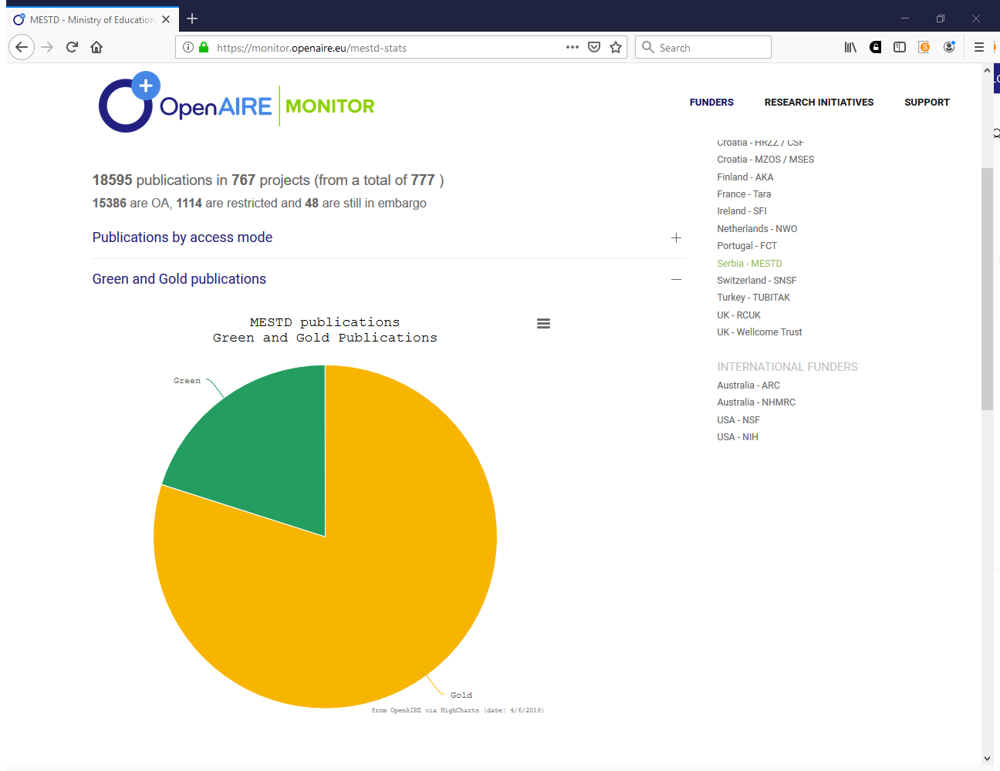 MESTD - Ministry of Education,
https://monitor.openaire.eu/mestd-stats
Search
OpenAIRE MONITOR
FUNDERS
RESEARCH INITIATIVES
SUPPORT
18595 publications in 767 projects (from a total of 777 )
15386 are OA, 1114 are restricted and 48 are still in embargo
Publications by access mode
Green and Gold publications
MESTD publications
Green and Gold Publications
Green
Gold
from OpenAIRE via HighCharts (date: 4/6/2019)
Croatia - HRZZ / CSF
Croatia - MZOS / MSES
Finland - AKA
France - Tara
Ireland - SFI
Netherlands - NWO
Portugal - FCT
Serbia - MESTD
Switzerland - SNSF
Turkey - TUBITAK
UK - RCUK
UK - Wellcome Trust
INTERNATIONAL FUNDERS
Australia - ARC
Australia - NHMRC
USA - NSF
USA - NIH